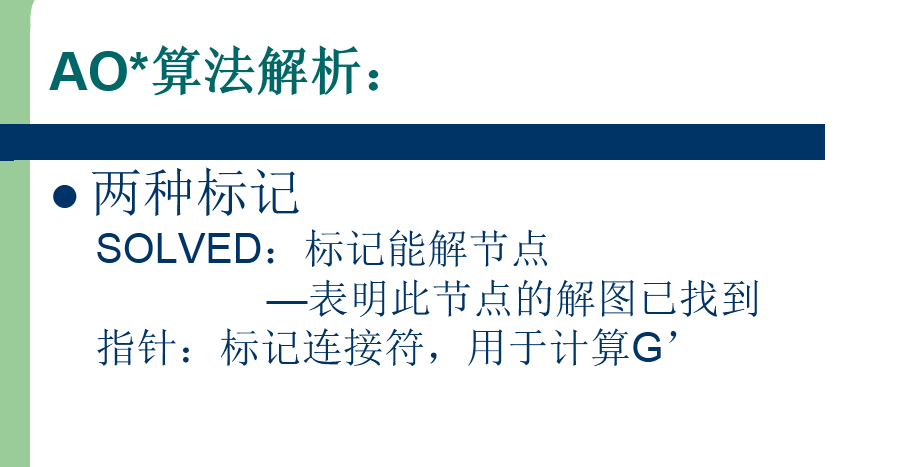 AO*算法解析：
● 两种标记
SOLVED：标记能解节点
—表明此节点的解图已找到
指针：标记连接符，用于计算G’